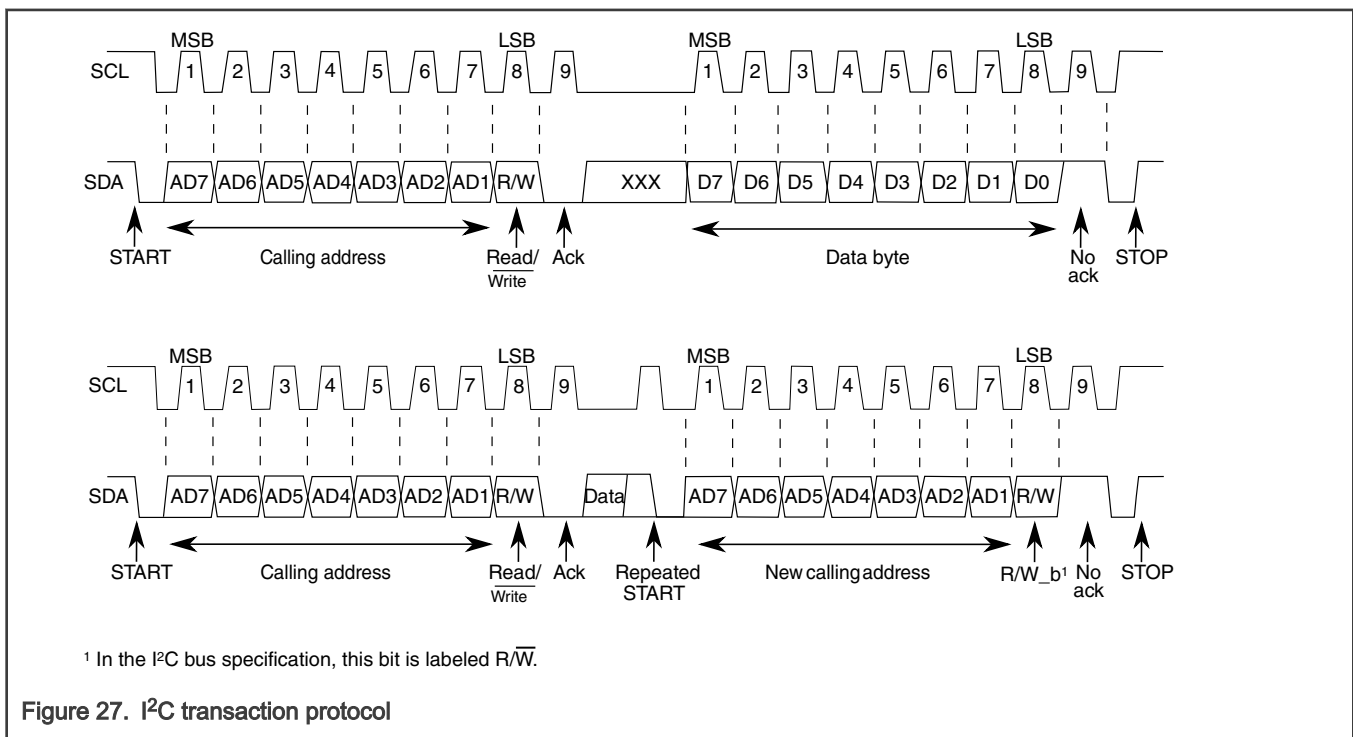 MSB LSB MSB LSB
SCL 1 2 3 4 5 6 7 8 9 1 2 3 4 5 6 7 8 9
SDA AD7 AD6 AD5 AD4 AD3 AD2 AD1 R/W XXX D7 D6 D5 D4 D3 D2 D1 D0
START Calling address Read/ Ack Data byte No STOP
Write ack
MSB LSB MSB LSB
SCL 1 2 3 4 5 6 7 8 9 1 2 3 4 5 6 7 8 9
SDA AD7 AD6 AD5 AD4 AD3 AD2 AD1 R/W Data AD7 AD6 AD5 AD4 AD3 AD2 AD1 R/W
START Calling address Read/ Ack Repeated New calling address R/W_b¹ No STOP
Write START ack
¹ In the I²C bus specification, this bit is labeled R/W̅.
Figure 27. I²C transaction protocol